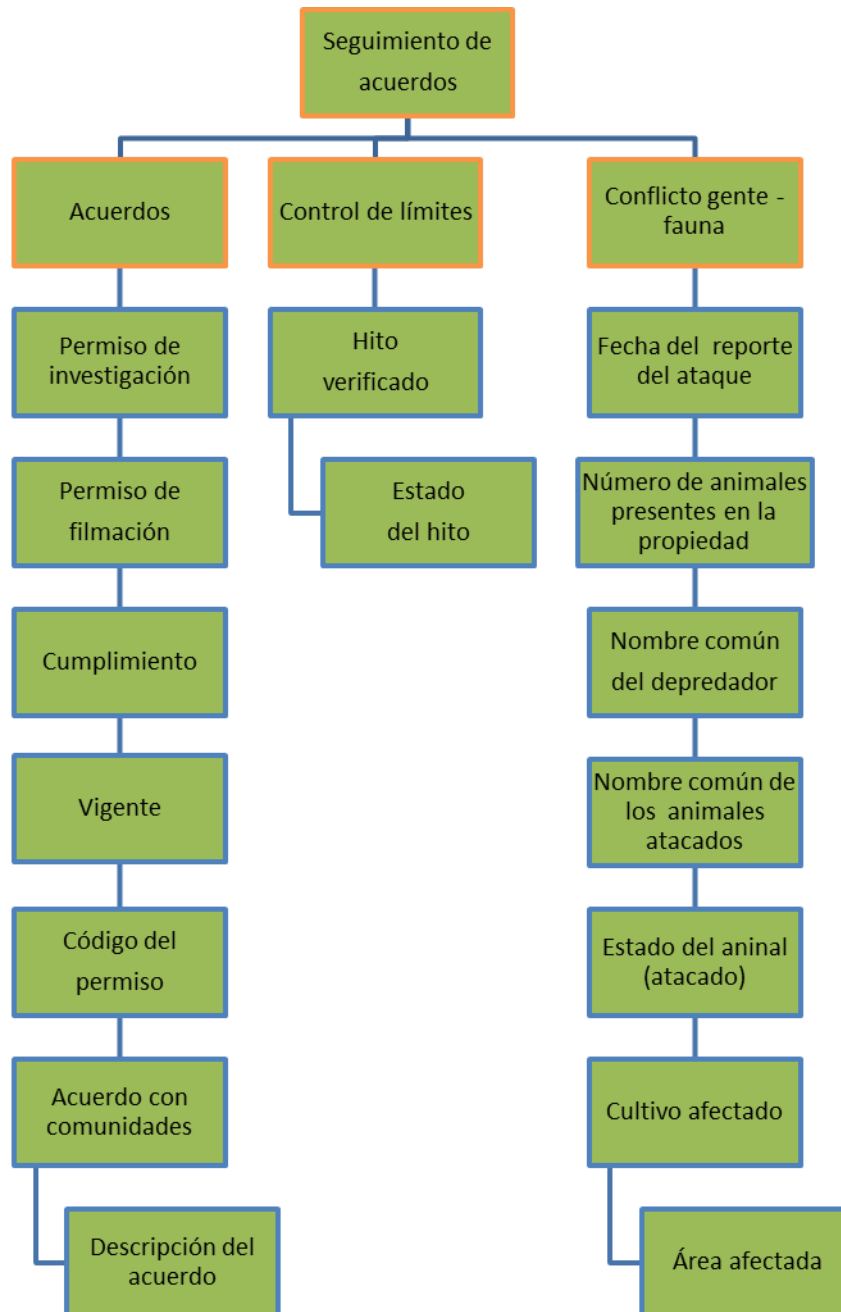 Seguimiento de
acuerdos
Acuerdos
Permiso de
investigación
Permiso de
filmación
Cumplimiento
Vigente
Código del
permiso
Acuerdo con
comunidades
Descripción del
acuerdo
Control de límites
Hito
verificado
Estado
del hito
Conflicto gente -
fauna
Fecha del reporte
del ataque
Número de animales
presentes en la
propiedad
Nombre común
del depredador
Nombre común de
los animales
atacados
Estado del aninal
(atacado)
Cultivo afectado
Área afectada